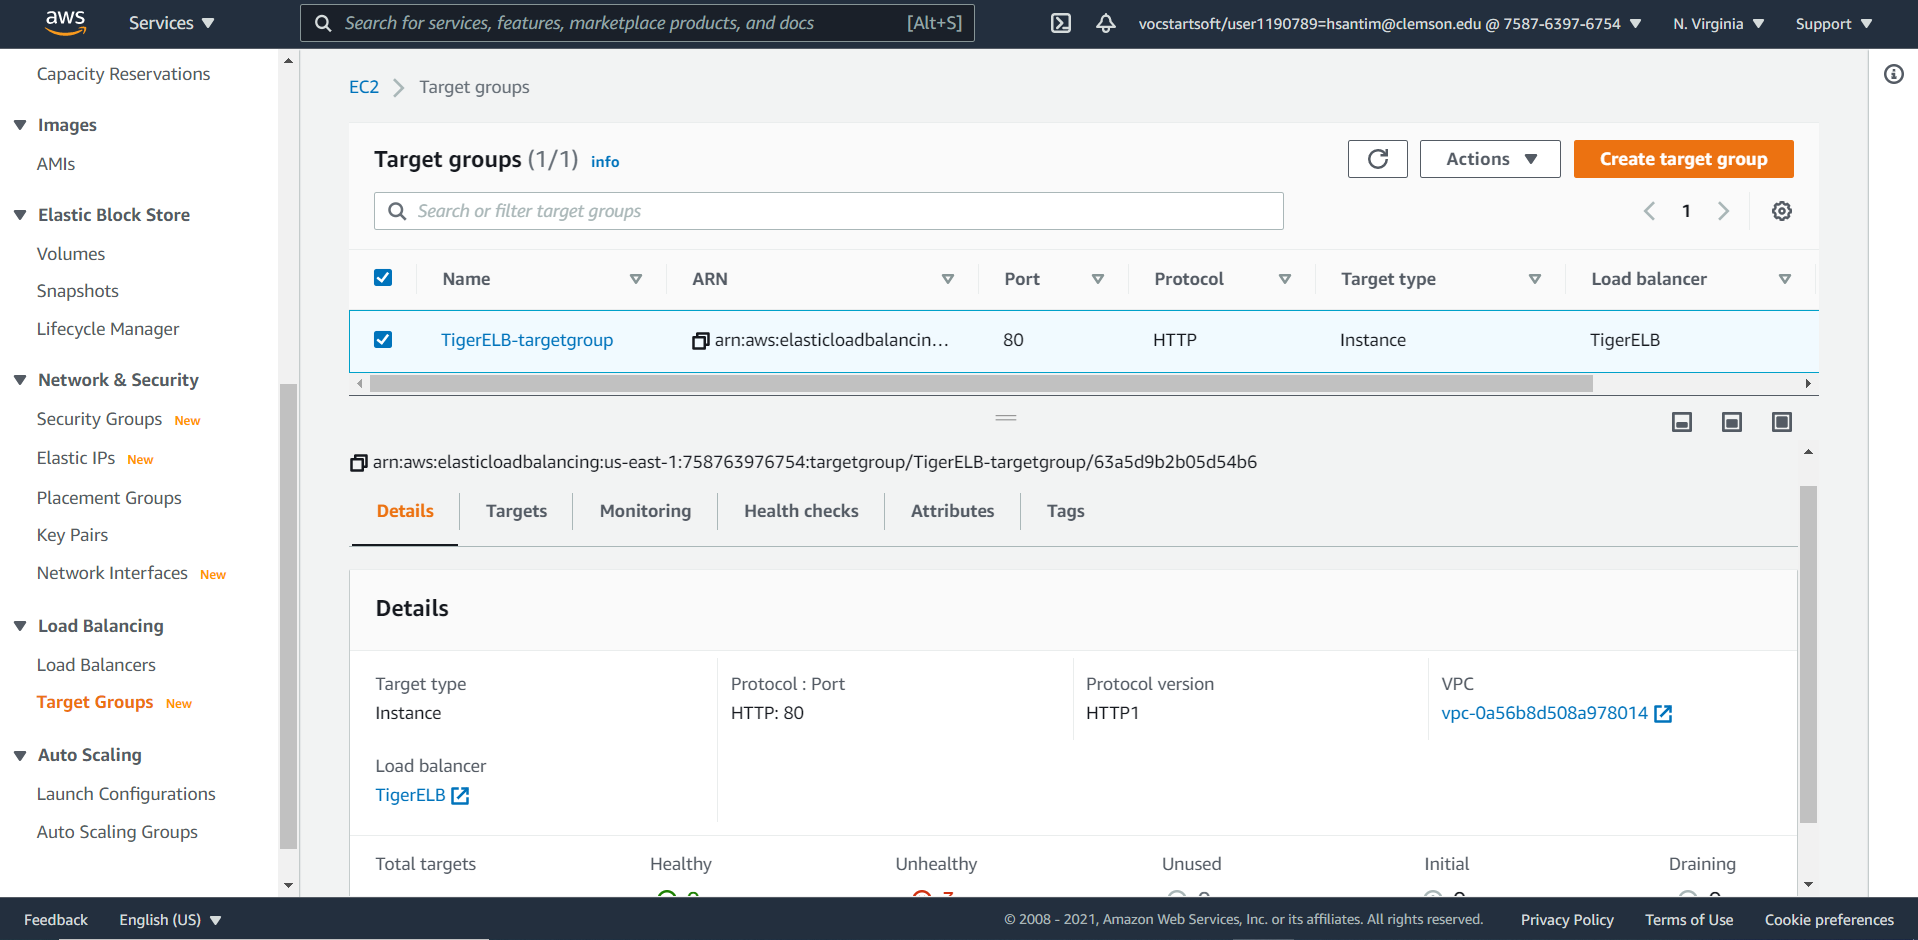 aws
Services
Search for services, features, marketplace products, and docs [Alt+S]
vocstartsoft/user1190789=hsantim@clemson.edu @ 7587-6397-6754
N. Virginia
Support
Capacity Reservations
Images
AMIs
Elastic Block Store
Volumes
Snapshots
Lifecycle Manager
Network & Security
Security Groups New
Elastic IPs New
Placement Groups
Key Pairs
Network Interfaces New
Load Balancing
Load Balancers
Target Groups New
Auto Scaling
Launch Configurations
Auto Scaling Groups
EC2 Target groups
Target groups (1/1) info
Actions
Create target group
Search or filter target groups
1
Name ARN Port Protocol Target type Load balancer
TigerELB-targetgroup arn:aws:elasticloadbalancin… 80 HTTP Instance TigerELB
arn:aws:elasticloadbalancing:us-east-1:758763976754:targetgroup/TigerELB-targetgroup/63a5d9b2b05d54b6
Details Targets Monitoring Health checks Attributes Tags
Details
Target type Protocol : Port Protocol version VPC
Instance HTTP: 80 HTTP1 vpc-0a56b8d508a978014
Load balancer
TigerELB
Total targets Healthy Unhealthy Unused Initial Draining
Feedback English (US) © 2008 - 2021, Amazon Web Services, Inc. or its affiliates. All rights reserved. Privacy Policy Terms of Use Cookie preferences